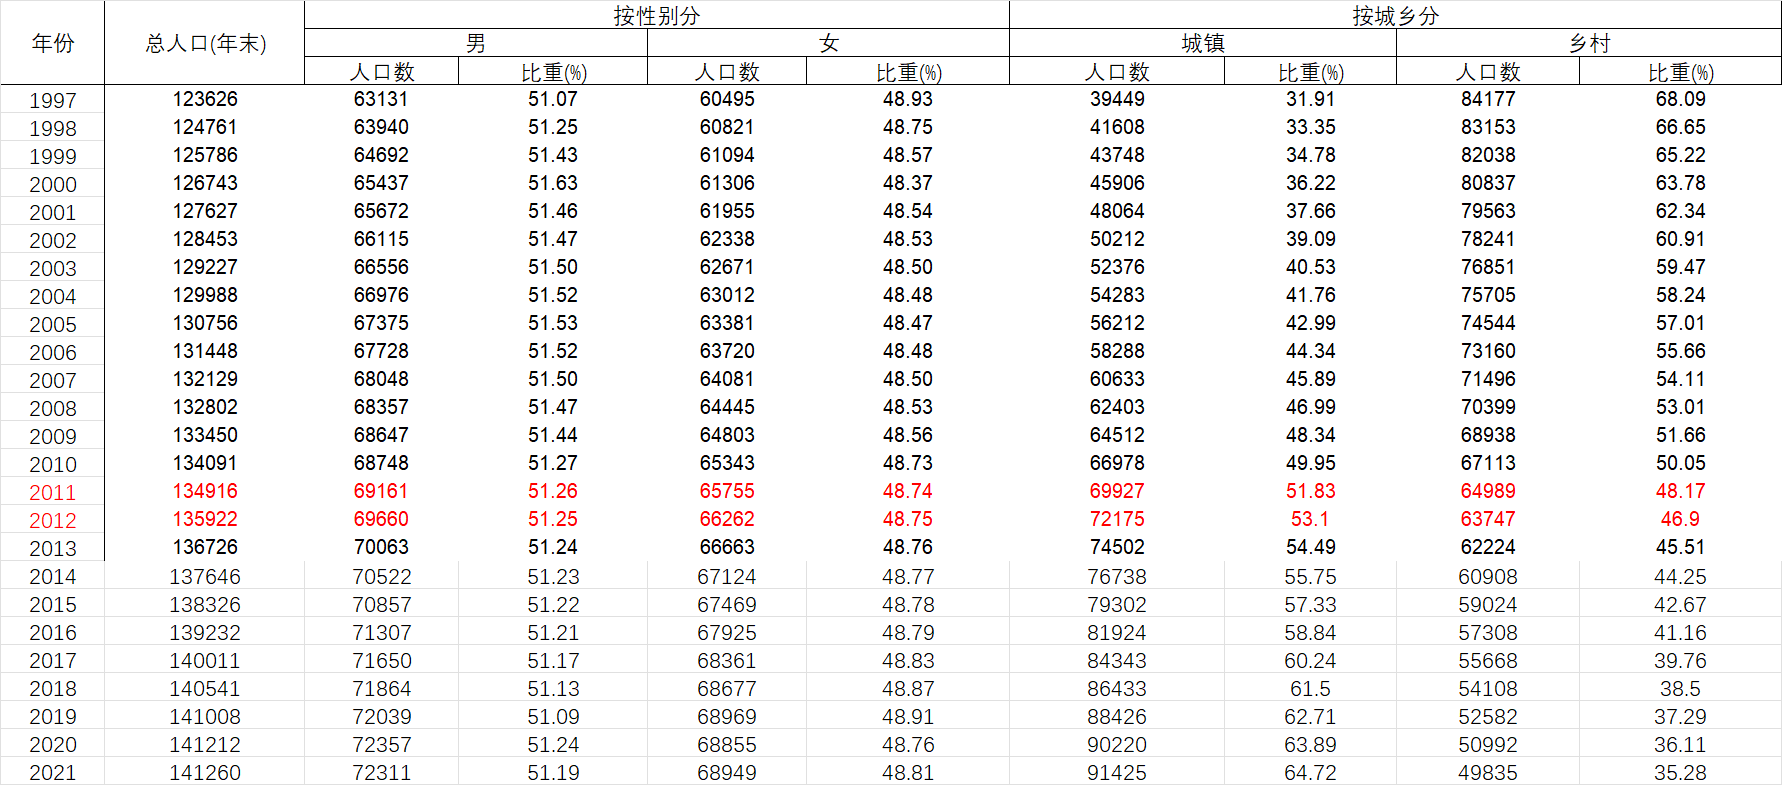 按性别分 按城乡分
年份 总人口(年末) 男 女 城镇 乡村
人口数 比重(%) 人口数 比重(%) 人口数 比重(%) 人口数 比重(%)
1997 123626 63131 51.07 60495 48.93 39449 31.91 84177 68.09
1998 124761 63940 51.25 60821 48.75 41608 33.35 83153 66.65
1999 125786 64692 51.43 61094 48.57 43748 34.78 82038 65.22
2000 126743 65437 51.63 61306 48.37 45906 36.22 80837 63.78
2001 127627 65672 51.46 61955 48.54 48064 37.66 79563 62.34
2002 128453 66115 51.47 62338 48.53 50212 39.09 78241 60.91
2003 129227 66556 51.50 62671 48.50 52376 40.53 76851 59.47
2004 129988 66976 51.52 63012 48.48 54283 41.76 75705 58.24
2005 130756 67375 51.53 63381 48.47 56212 42.99 74544 57.01
2006 131448 67728 51.52 63720 48.48 58288 44.34 73160 55.66
2007 132129 68048 51.50 64081 48.50 60633 45.89 71496 54.11
2008 132802 68357 51.47 64445 48.53 62403 46.99 70399 53.01
2009 133450 68647 51.44 64803 48.56 64512 48.34 68938 51.66
2010 134091 68748 51.27 65343 48.73 66978 49.95 67113 50.05
2011 134916 69161 51.26 65755 48.74 69927 51.83 64989 48.17
2012 135922 69660 51.25 66262 48.75 72175 53.1 63747 46.9
2013 136726 70063 51.24 66663 48.76 74502 54.49 62224 45.51
2014 137646 70522 51.23 67124 48.77 76738 55.75 60908 44.25
2015 138326 70857 51.22 67469 48.78 79302 57.33 59024 42.67
2016 139232 71307 51.21 67925 48.79 81924 58.84 57308 41.16
2017 140011 71650 51.17 68361 48.83 84343 60.24 55668 39.76
2018 140541 71864 51.13 68677 48.87 86433 61.5 54108 38.5
2019 141008 72039 51.09 68969 48.91 88426 62.71 52582 37.29
2020 141212 72357 51.24 68855 48.76 90220 63.89 50992 36.11
2021 141260 72311 51.19 68949 48.81 91425 64.72 49835 35.28